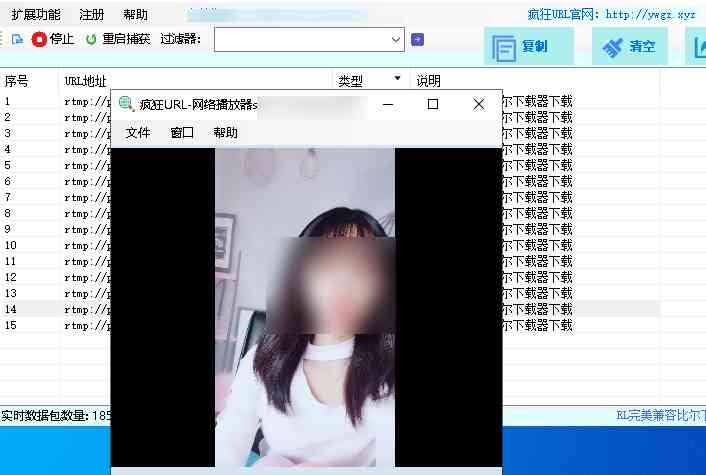 扩展功能 注册 帮助 疯狂URL官网：http://ywgz.xyz
停止 重启捕获 过滤器： 复制 清空
序号 URL地址 类型 说明
疯狂URL-网络播放器s
文件 窗口 帮助
1 rtmp://p 尔下载器下载
2 rtmp://p 尔下载器下载
3 rtmp://p 尔下载器下载
4 rtmp://p 尔下载器下载
5 rtmp://p 尔下载器下载
6 rtmp://p 尔下载器下载
7 rtmp://p 尔下载器下载
8 rtmp://p 尔下载器下载
9 rtmp://p 尔下载器下载
10 rtmp://p 尔下载器下载
11 rtmp://p 尔下载器下载
12 rtmp://p 尔下载器下载
13 rtmp://p 尔下载器下载
14 rtmp://p 尔下载器下载
15 rtmp://p 尔下载器下载
实时数据包数量:185 RL完美兼容比尔下